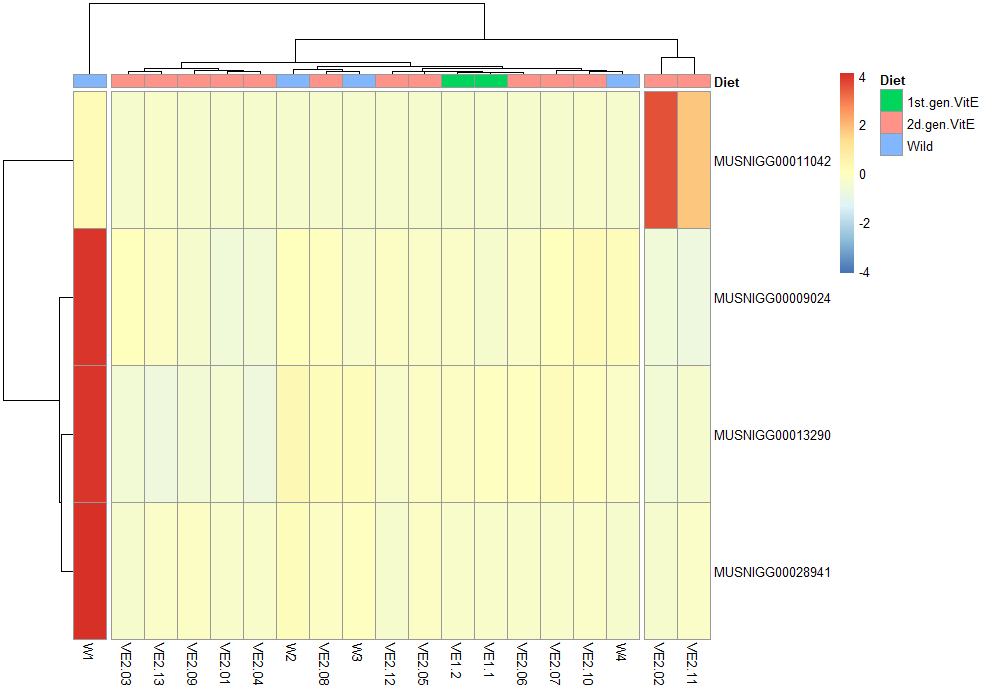 Diet
MUSNIGG00011042
MUSNIGG00009024
MUSNIGG00013290
MUSNIGG00028941
W1
VE2.03
VE2.13
VE2.09
VE2.01
VE2.04
W2
VE2.08
W3
VE2.12
VE2.05
VE1.2
VE1.1
VE2.06
VE2.07
VE2.10
W4
VE2.02
VE2.11
4
2
0
-2
-4
Diet
1st.gen.VitE
2d.gen.VitE
Wild